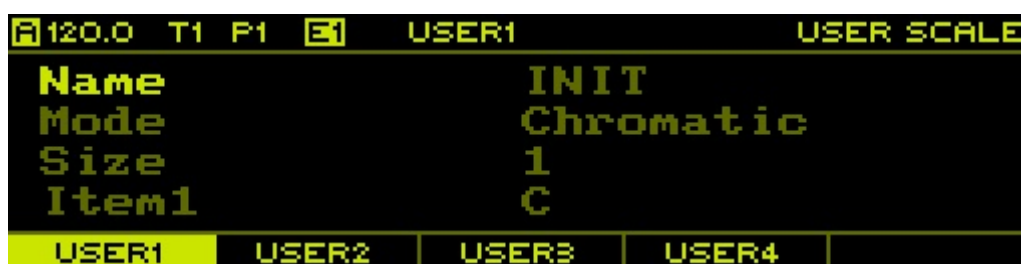 A 120.0 T1 P1 E1 USER1 USER SCALE
Name INIT
Mode Chromatic
Size 1
Item1 C
USER1 USER2 USER3 USER4